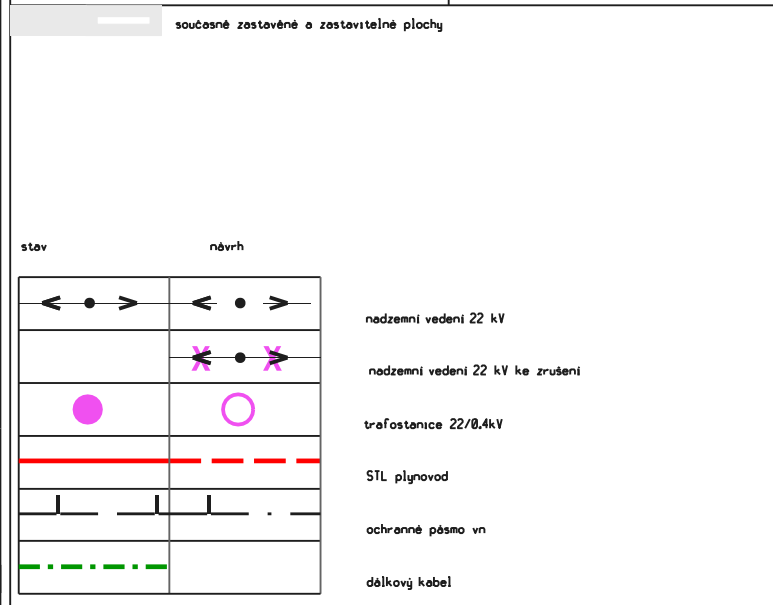 současně zastavěné a zastavitelné plochy
stav návrh
nadzemní vedení 22 kV
nadzemní vedení 22 kV ke zrušení
trafostanice 22/0.4kV
STL plynovod
ochranné pásmo vn
dálkový kabel